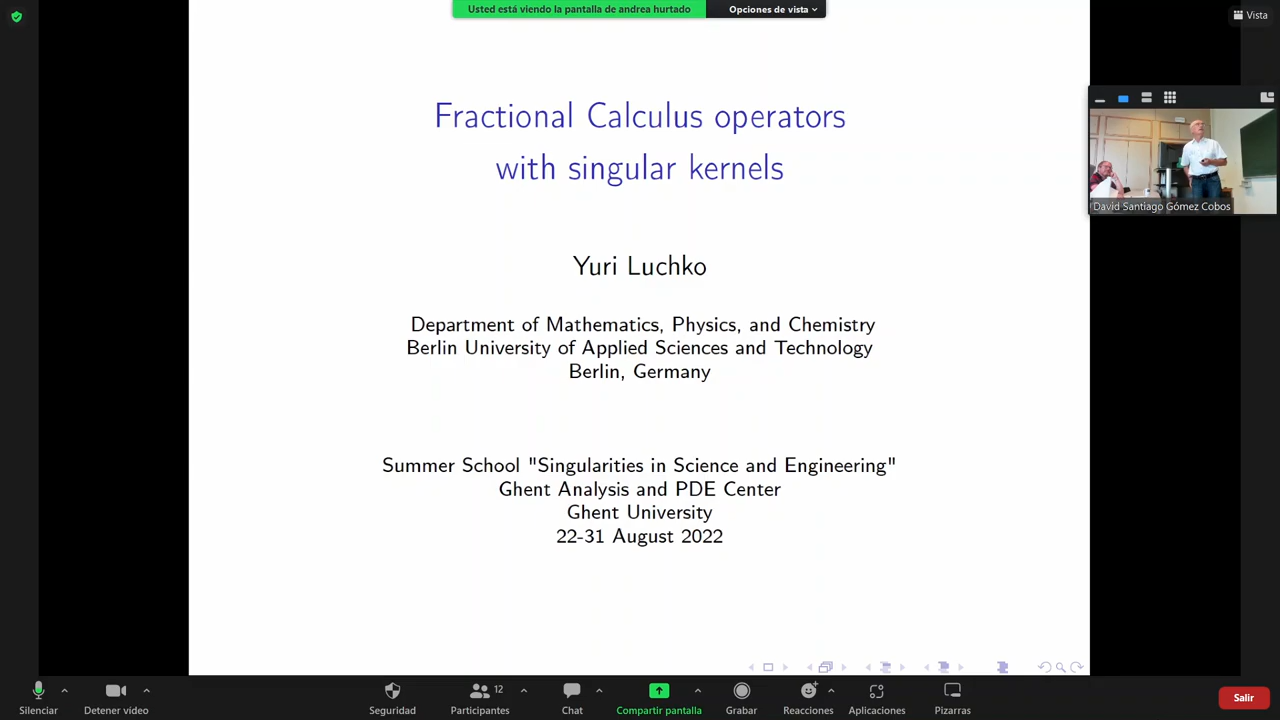 Usted está viendo la pantalla de andrea hurtado
Opciones de vista
Vista
Fractional Calculus operators
with singular kernels
David Santiago Gómez Cobos
Yuri Luchko
Department of Mathematics, Physics, and Chemistry
Berlin University of Applied Sciences and Technology
Berlin, Germany
Summer School "Singularities in Science and Engineering"
Ghent Analysis and PDE Center
Ghent University
22-31 August 2022
Silenciar
Detener vídeo
Seguridad
12
Participantes
Chat
Compartir pantalla
Grabar
Reacciones
Aplicaciones
Pizarras
Salir